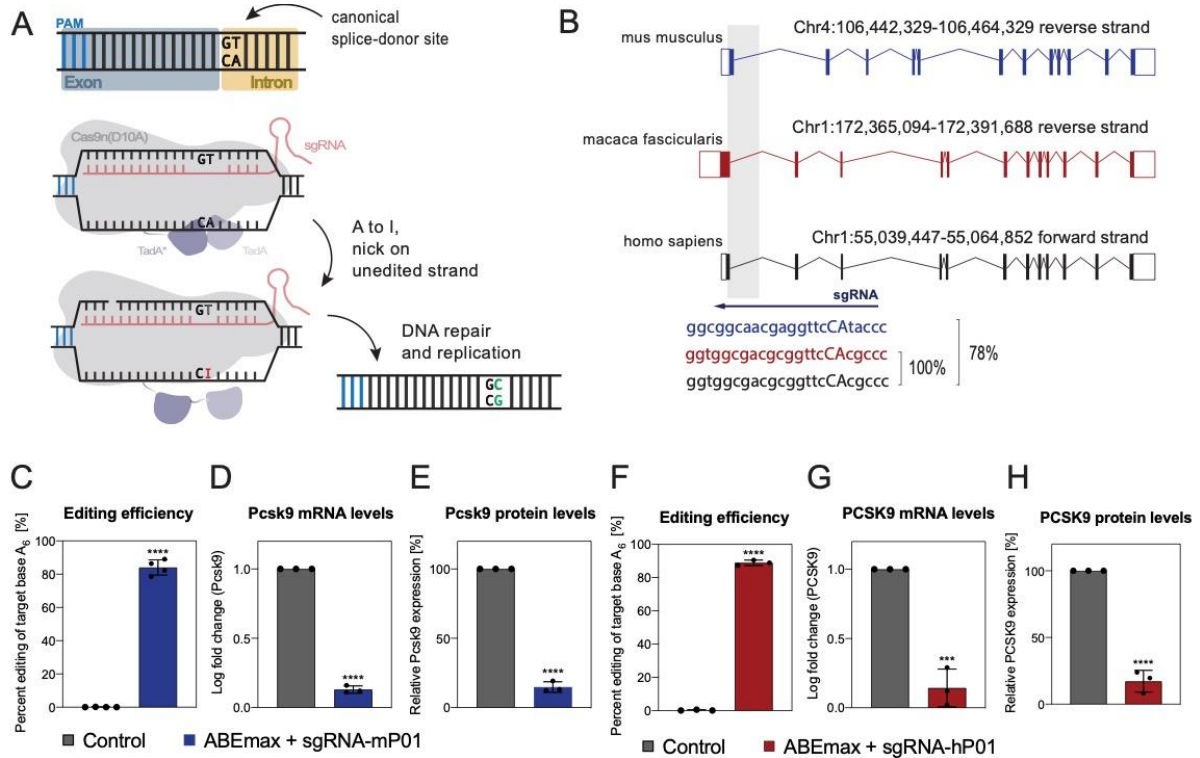 A
PAM
GT
CA
Exon
Intron
canonical
splice-donor site
Cas9n(D10A)
sgRNA
GT
CA
TadA*
TadA
A to I,
nick on
unedited strand
GT
CI
DNA repair
and replication
GC
CG
B
mus musculus
Chr4:106,442,329-106,464,329 reverse strand
macaca fascicularis
Chr1:172,365,094-172,391,688 reverse strand
homo sapiens
Chr1:55,039,447-55,064,852 forward strand
sgRNA
ggcggcaacgaggttcCAtaccc
ggtggcgacgcggttcCAcgccc
ggtggcgacgcggttcCAcgccc
100%
78%
C
Editing efficiency
Percent editing of target base A6 [%]
100
80
60
40
20
0
****
D
Pcsk9 mRNA levels
Log fold change (Pcsk9)
1.0
0.5
0.0
****
E
Pcsk9 protein levels
Relative Pcsk9 expression [%]
100
50
0
****
F
Editing efficiency
Percent editing of target base A6 [%]
100
80
60
40
20
0
****
G
PCSK9 mRNA levels
Log fold change (PCSK9)
1.0
0.5
0.0
***
H
PCSK9 protein levels
Relative PCSK9 expression [%]
100
50
0
****
Control
ABEmax + sgRNA-mP01
Control
ABEmax + sgRNA-hP01